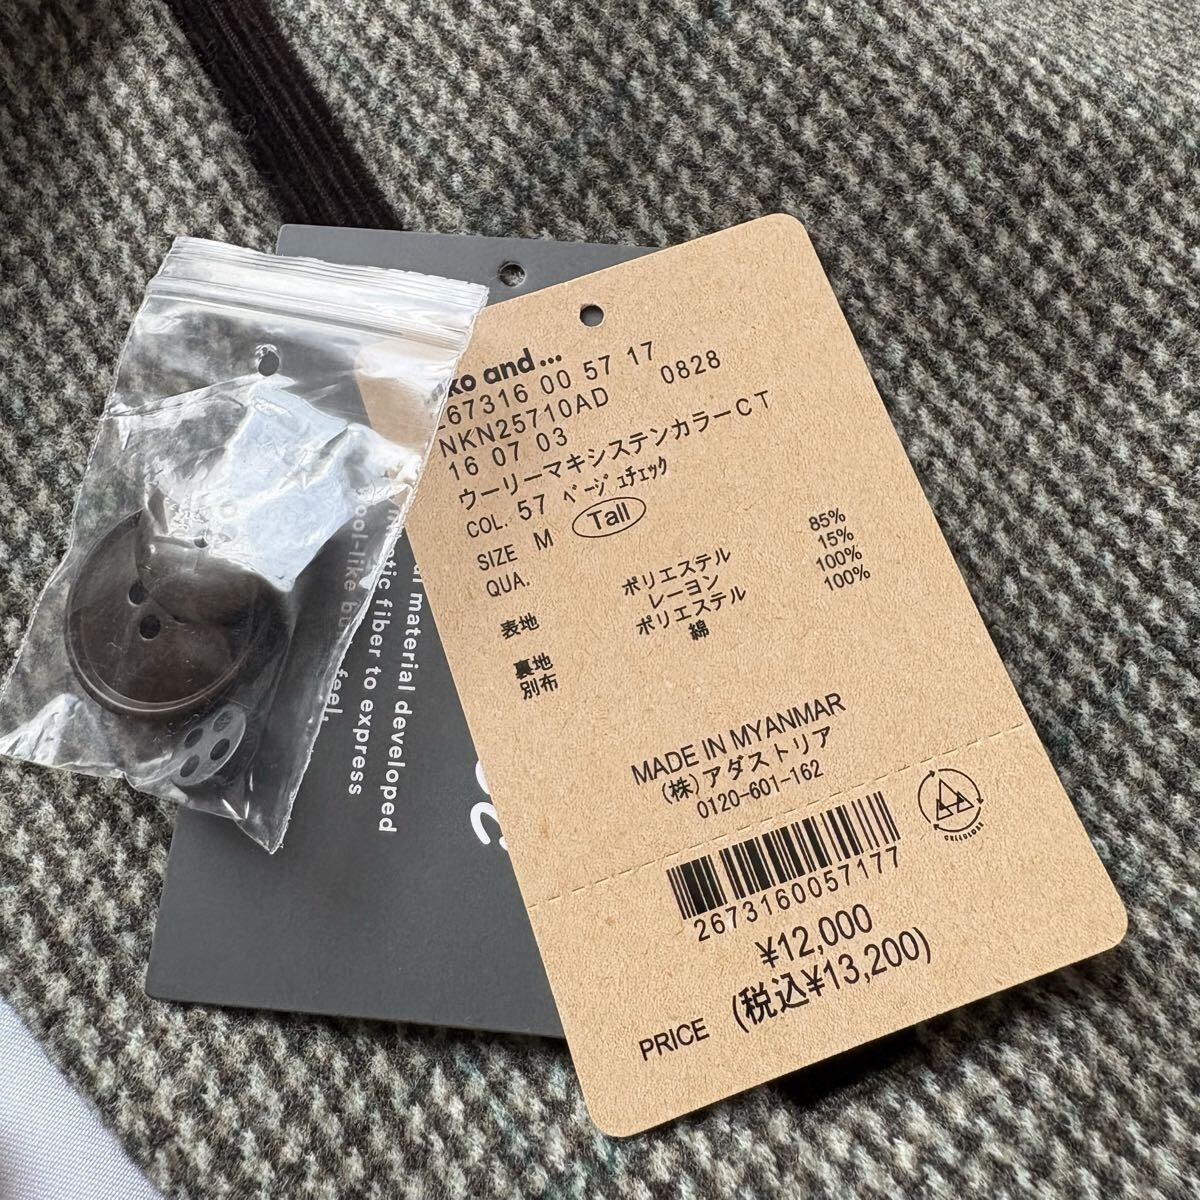 ko and...
67316 00 57 17
NKN25710AD 0828
16 07 03
ウーリーマキシステンカラーCT
COL. 57 ﾍﾞｰｼﾞｭﾁｪｯｸ
SIZE M Tall
QUA.
表地 ポリエステル 85%
レーヨン 15%
裏地 ポリエステル 100%
別布 綿 100%
MADE IN MYANMAR
(株)アダストリア
0120-601-162
CELLULOSE
2673160057177
¥12,000
PRICE (税込¥13,200)
material developed
fiber to express
feel,